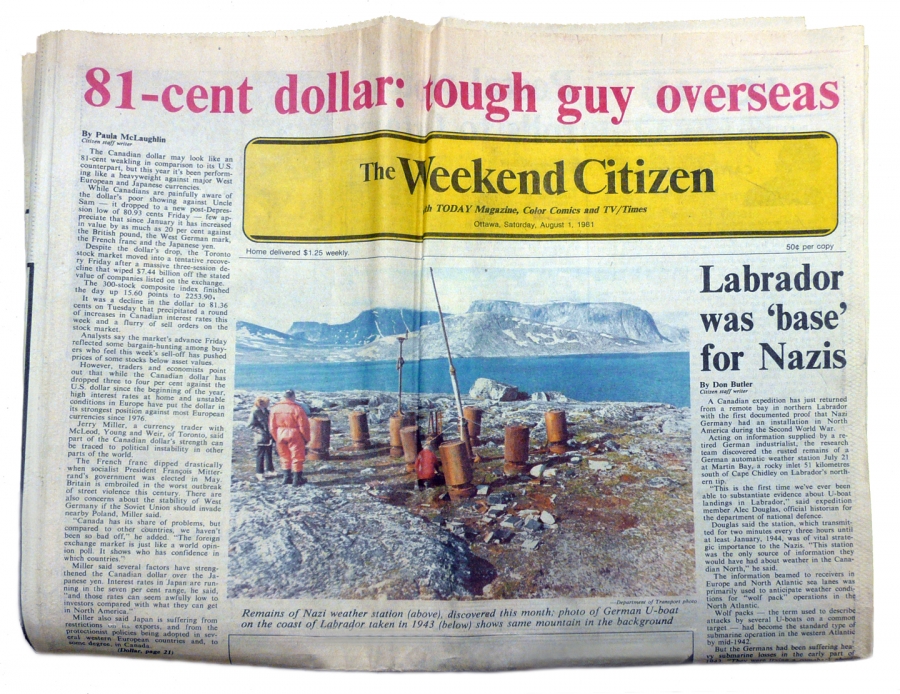 81-cent dollar: tough guy overseas
By Paula McLaughlin
Citizen staff writer
The Canadian dollar may look like an
81-cent weakling in comparison to its U.S.
counterpart, but this year it's been perform-
ing like a heavyweight against major West
European and Japanese currencies.
While Canadians are painfully aware of
the dollar's poor showing against Uncle
Sam — it dropped to a new post-Depres-
sion low of 80.93 cents Friday — few ap-
preciate that since January it has increased
in value by as much as 20 per cent against
the British pound, the West German mark,
the French franc and the Japanese yen.
Despite the dollar's drop, the Toronto
stock market moved into a tentative recove-
ry Friday after a massive three-session de-
cline that wiped $7.44 billion off the stated
value of companies listed on the exchange.
The 300-stock composite index finished
the day up 15.60 points to 2253.90.
It was a decline in the dollar to 81.36
cents on Tuesday that precipitated a round
of increases in Canadian interest rates this
week and a flurry of sell orders on the
stock market.
Analysts say the market's advance Friday
reflected some bargain-hunting among buy-
ers who feel this week's sell-off has pushed
prices of some stocks below asset values.
However, traders and economists point
out that while the Canadian dollar has
dropped three to four per cent against the
U.S. dollar since the beginning of the year,
high interest rates at home and unstable
conditions in Europe have put the dollar in
its strongest position against most European
currencies since 1976.
Jerry Miller, a currency trader with
McLeod, Young and Weir, of Toronto, said
part of the Canadian dollar's strength can
be traced to political instability in other
parts of the world.
The French franc dipped drastically
when socialist President François Mitter-
rand's government was elected in May.
Britain is embroiled in the worst outbreak
of street violence this century. There are
also concerns about the stability of West
Germany if the Soviet Union should invade
nearby Poland, Miller said.
"Canada has its share of problems, but
compared to other countries, we haven't
been so bad off," he added. "The foreign
exchange market is just like a world opin-
ion poll. It shows who has confidence in
which countries."
Miller said several factors have streng-
thened the Canadian dollar over the Ja-
panese yen. Interest rates in Japan are run-
ning in the seven per cent range, he said,
"and those rates can seem awfully low to
investors compared with what they can get
in North America."
Miller also said Japan is suffering from
restrictions on its exports, and from the
protectionist policies being adopted in sev-
eral western European countries and, to
some degree, in Canada.
(Dollar, page 21)
The Weekend Citizen
TODAY Magazine, Color Comics and TV/Times
Ottawa, Saturday, August 1, 1981
Home delivered $1.25 weekly.
50¢ per copy
Department of Transport photo
Remains of Nazi weather station (above), discovered this month; photo of German U-boat
on the coast of Labrador taken in 1943 (below) shows same mountain in the background
Labrador
was 'base'
for Nazis
By Don Butler
Citizen staff writer
A Canadian expedition has just returned
from a remote bay in northern Labrador
with the first documented proof that Nazi
Germany had an installation in North
America during the Second World War.
Acting on information supplied by a re-
tired German engineer, the research
team discovered the rusted remains of a
German automatic weather station July 21
at Martin Bay, a rocky inlet 51 kilometres
south of Cape Chidley on Labrador's north-
ern tip.
"This is the first time we've ever been
able to substantiate evidence about U-boat
landings in Labrador," said expedition
member Alec Douglas, official historian for
the department of national defence.
Douglas said the station, which transmit-
ted for two minutes every three hours until
at least January, 1944, was of vital strate-
gic importance to the Nazis. "This station
was the only source of information they
would have had about weather in the Cana-
dian North," he said.
The information beamed to receivers in
Europe and North Atlantic sea lanes was
primarily used to anticipate weather condi-
tions for "wolf pack" operations in the
North Atlantic.
Wolf packs — the term used to describe
attacks by several U-boats on a common
target — had become the standard type of
submarine operation in the western Atlantic
by mid-1942.
But the Germans had been suffering hea-
submarine losses in the early part of